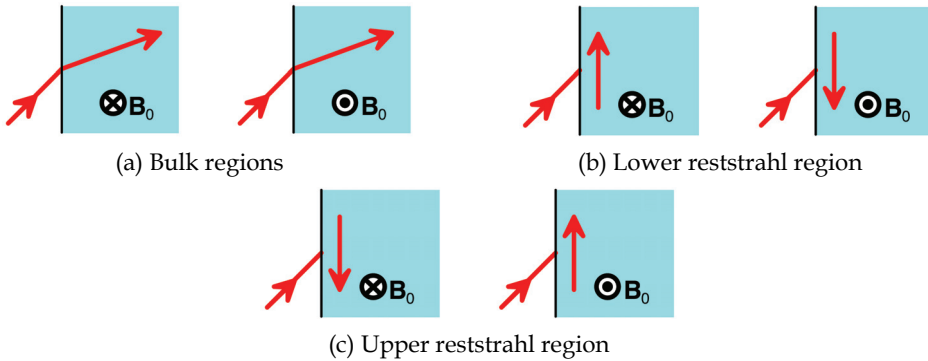 B₀ B₀ B₀ B₀
(a) Bulk regions (b) Lower reststrahl region
B₀ B₀
(c) Upper reststrahl region